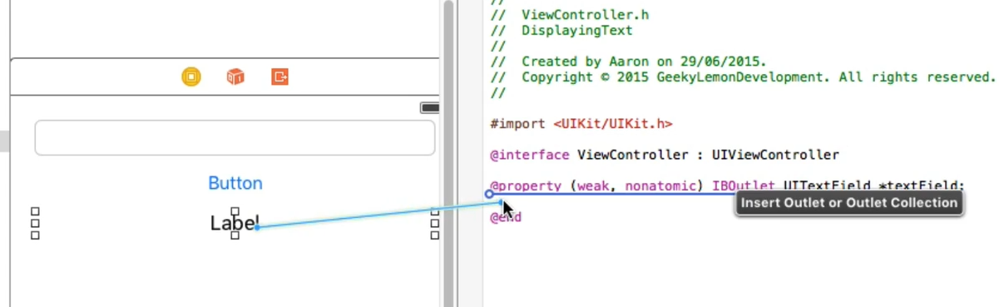 //
// ViewController.h
// DisplayingText
//
// Created by Aaron on 29/06/2015.
// Copyright © 2015 GeekyLemonDevelopment. All rights reserved.
//
#import <UIKit/UIKit.h>
@interface ViewController : UIViewController
@property (weak, nonatomic) IBOutlet UITextField *textField;
Insert Outlet or Outlet Collection
@end
Button
Label